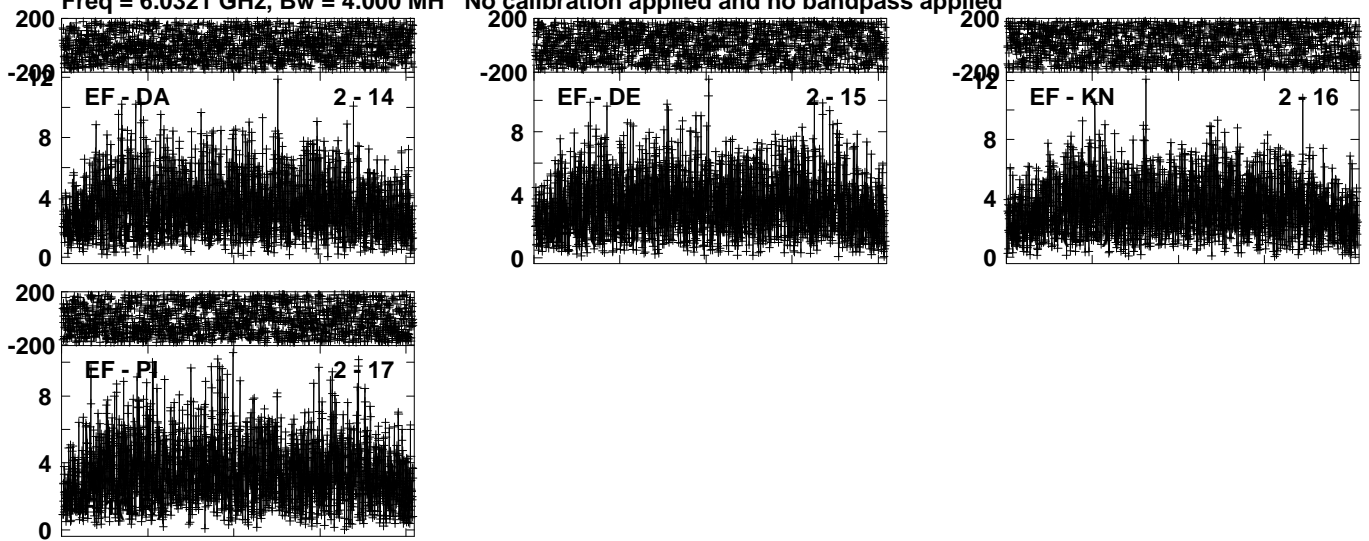 Freq = 6.0321 GHz, Bw = 4.000 MH No calibration applied and no bandpass applied
200
-200
12
8
4
0
EF - DA
2 - 14
200
-200
8
4
0
EF - DE
2 - 15
200
-200
12
8
4
0
EF - KN
2 - 16
200
-200
8
4
0
EF - PI
2 - 17